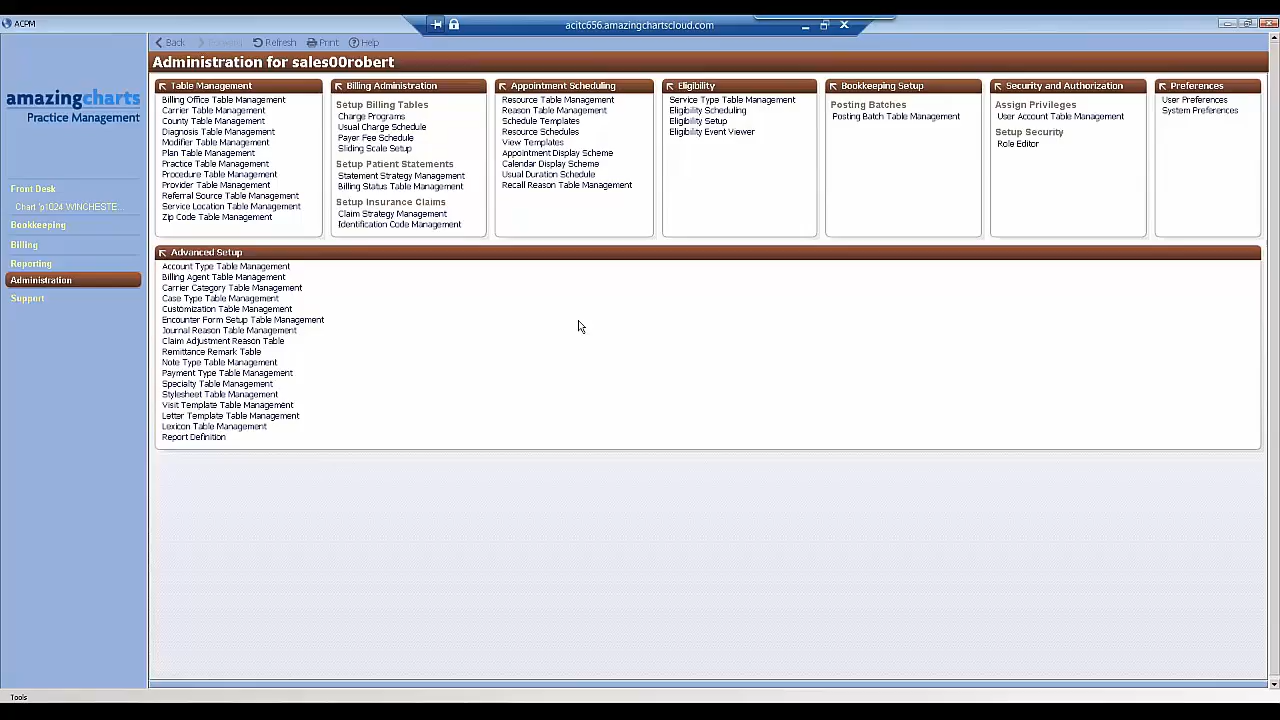 ACPM
acitc656.amazingchartscloud.com
Back
Refresh
Print
Help
Administration for sales00robert
amazingcharts
Practice Management
Front Desk
Chart 'p1024 WINCHESTE...
Bookkeeping
Billing
Reporting
Administration
Support
Table Management
Billing Office Table Management
Carrier Table Management
County Table Management
Diagnosis Table Management
Modifier Table Management
Plan Table Management
Practice Table Management
Procedure Table Management
Provider Table Management
Referral Source Table Management
Service Location Table Management
Zip Code Table Management
Billing Administration
Setup Billing Tables
Charge Programs
Usual Charge Schedule
Payer Fee Schedule
Sliding Scale Setup
Setup Patient Statements
Statement Strategy Management
Billing Status Table Management
Setup Insurance Claims
Claim Strategy Management
Identification Code Management
Appointment Scheduling
Resource Table Management
Reason Table Management
Schedule Templates
Resource Schedules
View Templates
Appointment Display Scheme
Calendar Display Scheme
Usual Duration Schedule
Recall Reason Table Management
Eligibility
Service Type Table Management
Eligibility Scheduling
Eligibility Setup
Eligibility Event Viewer
Bookkeeping Setup
Posting Batches
Posting Batch Table Management
Security and Authorization
Assign Privileges
User Account Table Management
Setup Security
Role Editor
Preferences
User Preferences
System Preferences
Advanced Setup
Account Type Table Management
Billing Agent Table Management
Carrier Category Table Management
Case Type Table Management
Customization Table Management
Encounter Form Setup Table Management
Journal Reason Table Management
Claim Adjustment Reason Table
Remittance Remark Table
Note Type Table Management
Payment Type Table Management
Specialty Table Management
Stylesheet Table Management
Visit Template Table Management
Letter Template Table Management
Lexicon Table Management
Report Definition
Tools